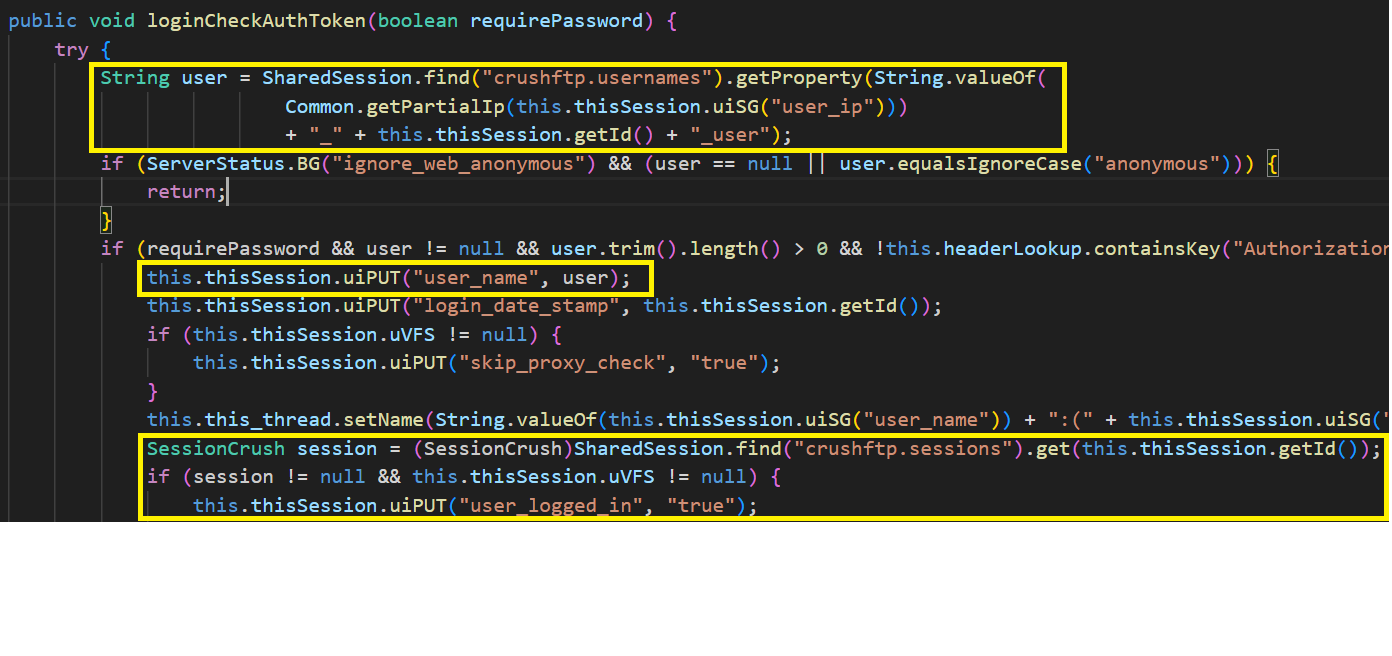 public void loginCheckAuthToken(boolean requirePassword) {
try {
String user = SharedSession.find("crushftp.usernames").getProperty(String.valueOf(
Common.getPartialIp(this.thisSession.uiSG("user_ip")))
+ "_" + this.thisSession.getId() + "_user");
if (ServerStatus.BG("ignore_web_anonymous") && (user == null || user.equalsIgnoreCase("anonymous"))) {
return;
}
if (requirePassword && user != null && user.trim().length() > 0 && !this.headerLookup.containsKey("Authorization
this.thisSession.uiPUT("user_name", user);
this.thisSession.uiPUT("login_date_stamp", this.thisSession.getId());
if (this.thisSession.uVFS != null) {
this.thisSession.uiPUT("skip_proxy_check", "true");
}
this.this_thread.setName(String.valueOf(this.thisSession.uiSG("user_name")) + ":(" + this.thisSession.uiSG("
SessionCrush session = (SessionCrush)SharedSession.find("crushftp.sessions").get(this.thisSession.getId());
if (session != null && this.thisSession.uVFS != null) {
this.thisSession.uiPUT("user_logged_in", "true");